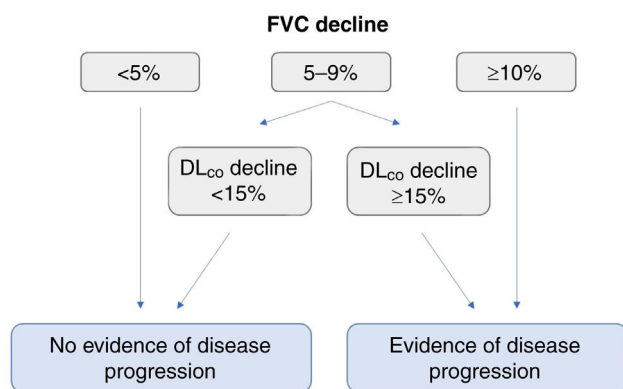 FVC decline
<5%
5–9%
≥10%
DLco decline
<15%
DLco decline
≥15%
No evidence of disease
progression
Evidence of disease
progression